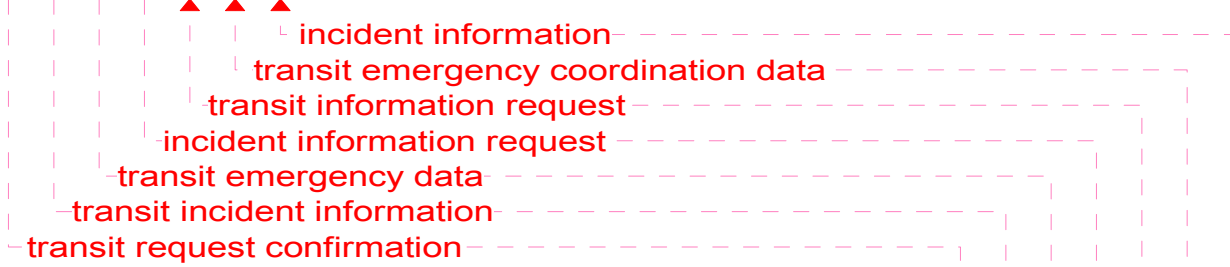 incident information
transit emergency coordination data
transit information request
incident information request
transit emergency data
transit incident information
transit request confirmation